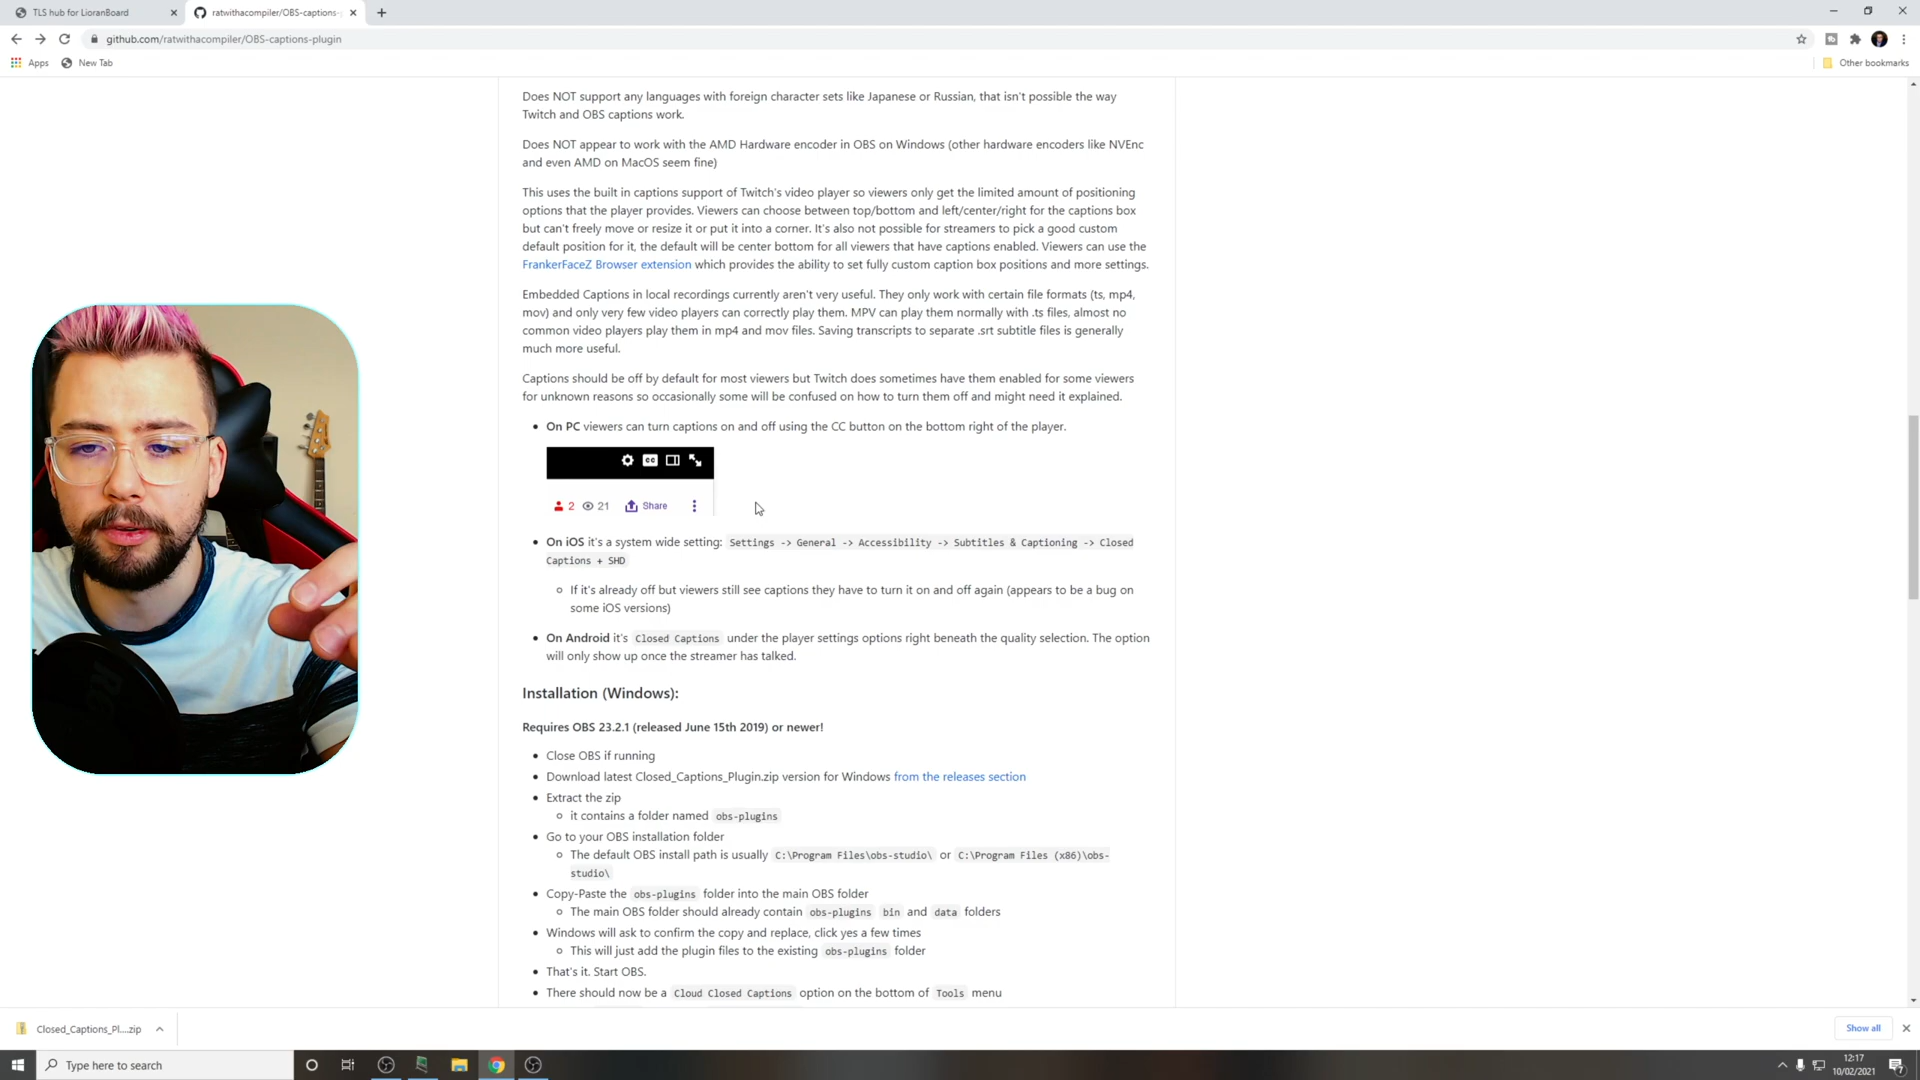 TLS hub for LioranBoard
ratwithacompiler/OBS-captions-p
github.com/ratwithacompiler/OBS-captions-plugin
Apps
New Tab
Other bookmarks
Does NOT support any languages with foreign character sets like Japanese or Russian, that isn't possible the way
Twitch and OBS captions work.
Does NOT appear to work with the AMD Hardware encoder in OBS on Windows (other hardware encoders like NVEnc
and even AMD on MacOS seem fine)
This uses the built in captions support of Twitch's video player so viewers only get the limited amount of positioning
options that the player provides. Viewers can choose between top/bottom and left/center/right for the captions box
but can't freely move or resize it or put it into a corner. It's also not possible for streamers to pick a good custom
default position for it, the default will be center bottom for all viewers that have captions enabled. Viewers can use the
FrankerFaceZ Browser extension which provides the ability to set fully custom caption box positions and more settings.
Embedded Captions in local recordings currently aren't very useful. They only work with certain file formats (ts, mp4,
mov) and only very few video players can correctly play them. MPV can play them normally with .ts files, almost no
common video players play them in mp4 and mov files. Saving transcripts to separate .srt subtitle files is generally
much more useful.
Captions should be off by default for most viewers but Twitch does sometimes have them enabled for some viewers
for unknown reasons so occasionally some will be confused on how to turn them off and might need it explained.
On PC viewers can turn captions on and off using the CC button on the bottom right of the player.
CC
2 21 Share
On iOS it's a system wide setting: Settings -> General -> Accessibility -> Subtitles & Captioning -> Closed
Captions + SHD
If it's already off but viewers still see captions they have to turn it on and off again (appears to be a bug on
some iOS versions)
On Android it's Closed Captions under the player settings options right beneath the quality selection. The option
will only show up once the streamer has talked.
Installation (Windows):
Requires OBS 23.2.1 (released June 15th 2019) or newer!
Close OBS if running
Download latest Closed_Captions_Plugin.zip version for Windows from the releases section
Extract the zip
it contains a folder named obs-plugins
Go to your OBS installation folder
The default OBS install path is usually C:\Program Files\obs-studio\ or C:\Program Files (x86)\obs-
studio\
Copy-Paste the obs-plugins folder into the main OBS folder
The main OBS folder should already contain obs-plugins bin and data folders
Windows will ask to confirm the copy and replace, click yes a few times
This will just add the plugin files to the existing obs-plugins folder
That's it. Start OBS.
There should now be a Cloud Closed Captions option on the bottom of Tools menu
Closed_Captions_Pl....zip
Show all
Type here to search
12:17
10/02/2021